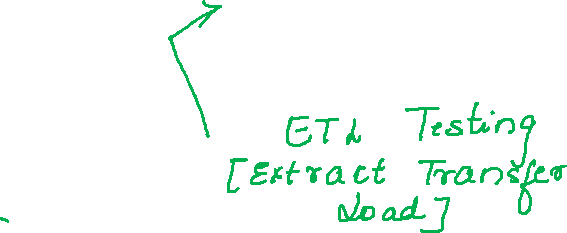 ETL Testing
[Extract Transfer
Load]